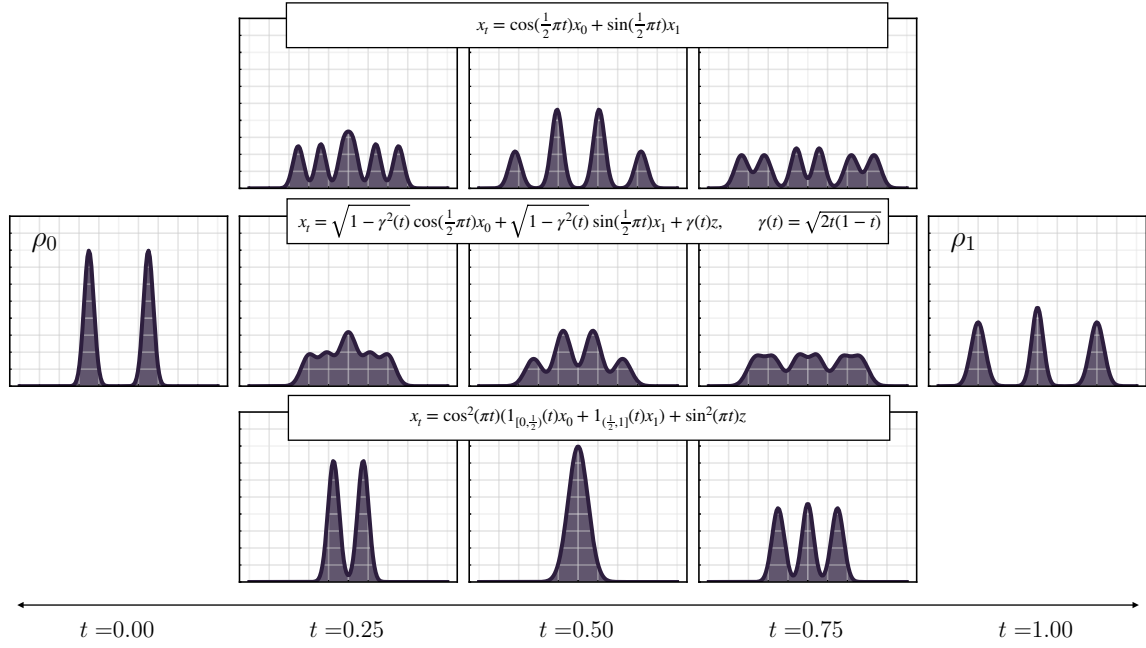 x_t = cos(½πt)x_0 + sin(½πt)x_1
x_t = √(1 − γ²(t)) cos(½πt)x_0 + √(1 − γ²(t)) sin(½πt)x_1 + γ(t)z, γ(t) = √(2t(1 − t))
ρ_0
ρ_1
x_t = cos²(πt)(1_{[0,½)}(t)x_0 + 1_{(½,1]}(t)x_1) + sin²(πt)z
t =0.00 t =0.25 t =0.50 t =0.75 t =1.00